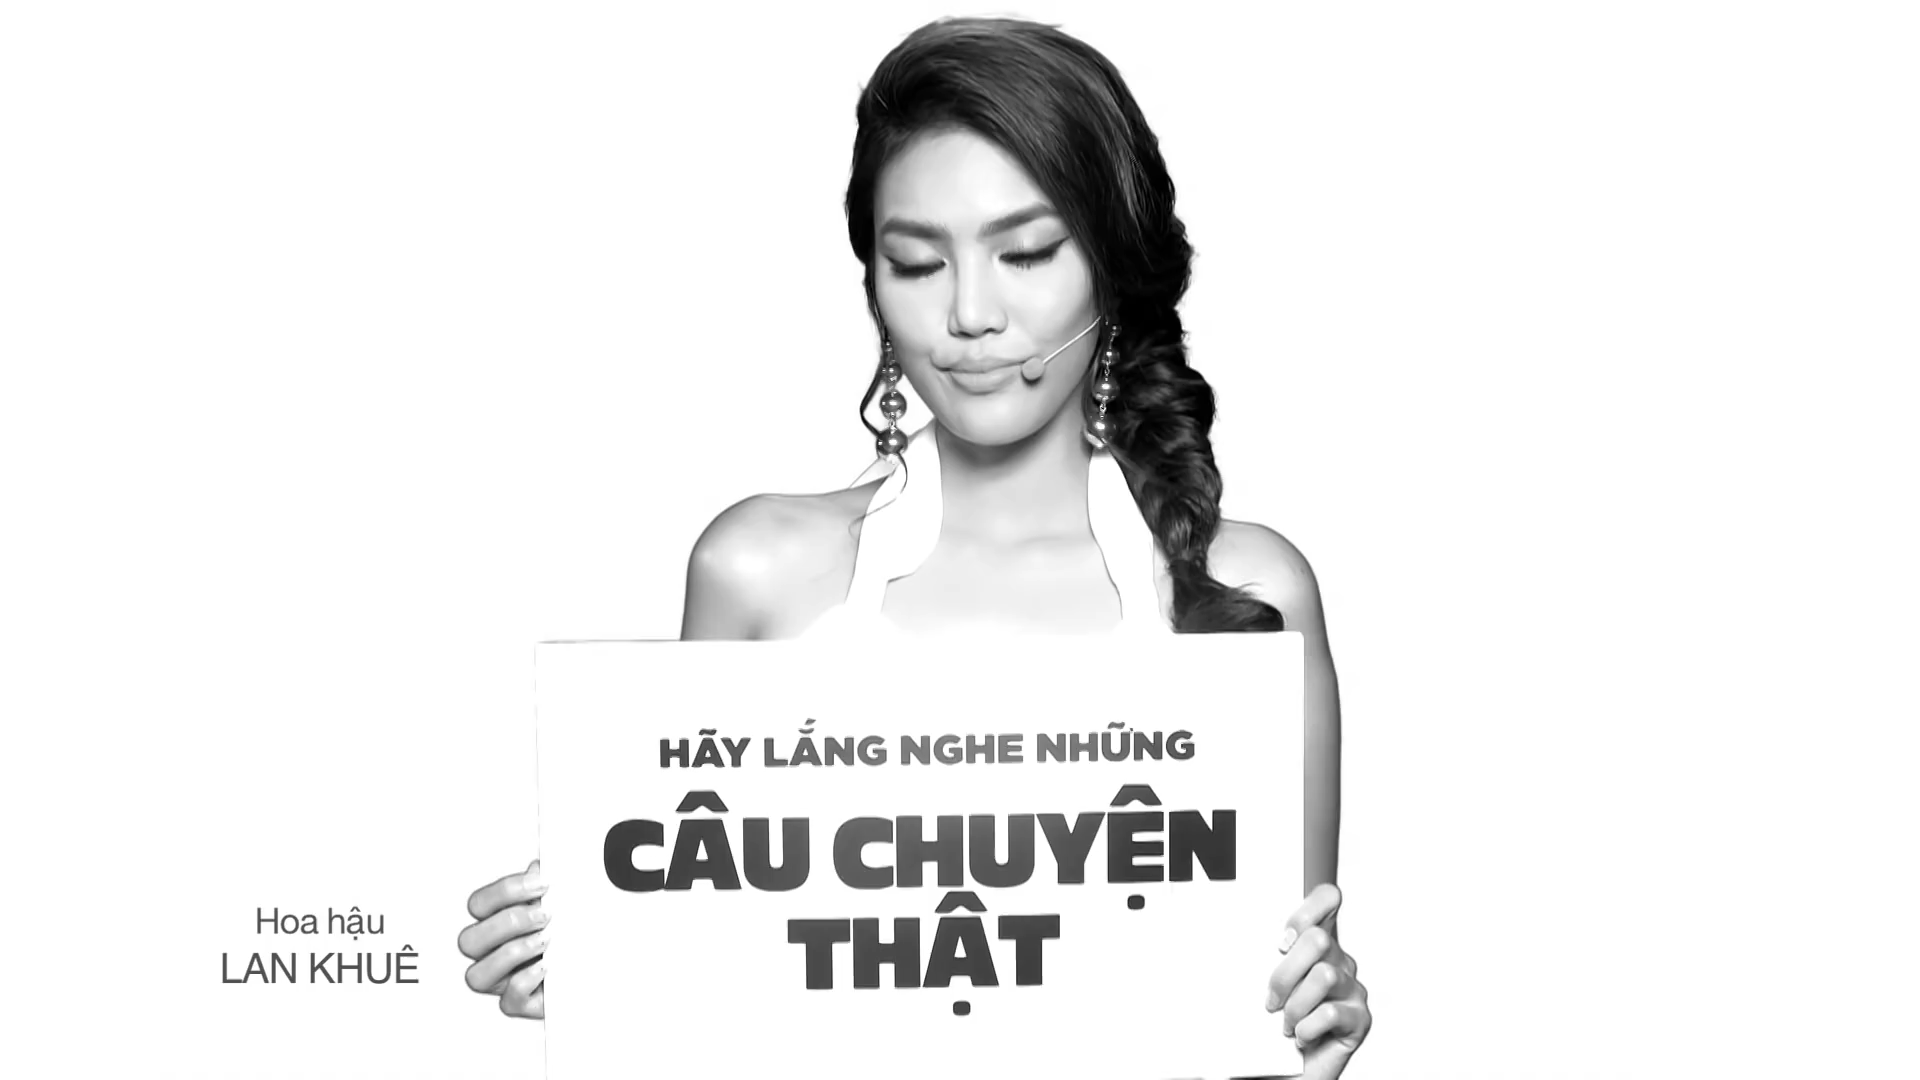 HÃY LẮNG NGHE NHỮNG
CÂU CHUYỆN
THẬT
Hoa hậu
LAN KHUÊ